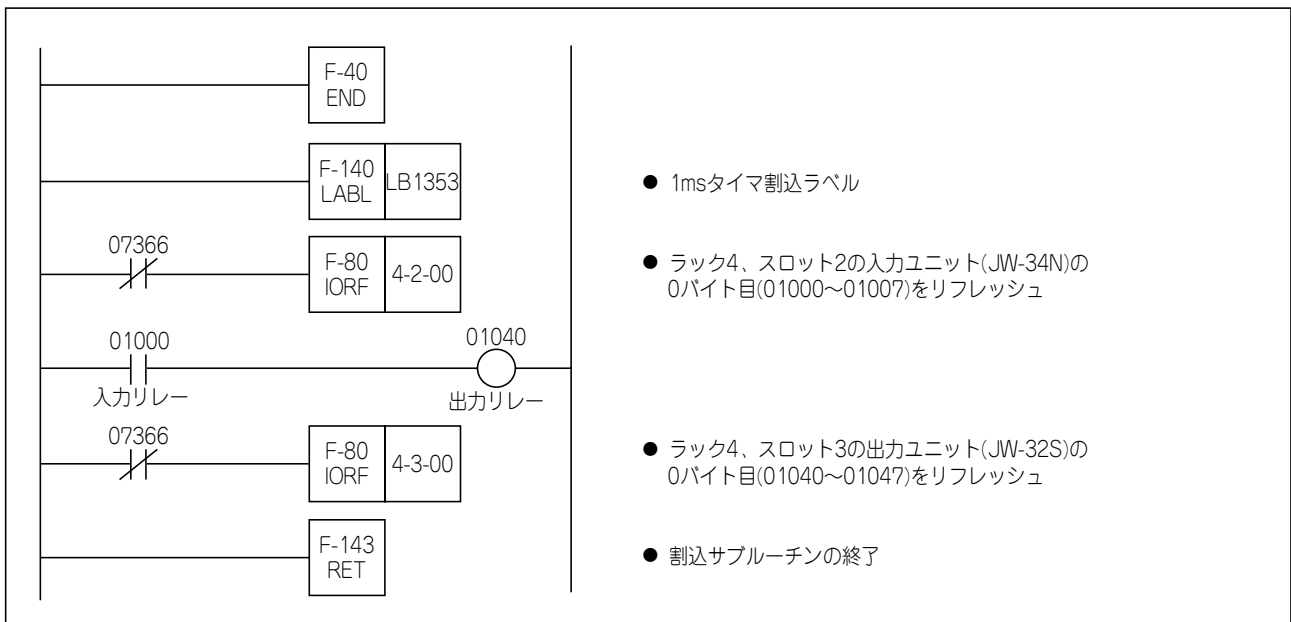 F-40
END
F-140
LABL
LB1353
● 1msタイマ割込ラベル
07366
F-80
IORF
4-2-00
● ラック4、スロット2の入力ユニット(JW-34N)の
0バイト目(01000～01007)をリフレッシュ
01000
入力リレー
01040
出力リレー
07366
F-80
IORF
4-3-00
● ラック4、スロット3の出力ユニット(JW-32S)の
0バイト目(01040～01047)をリフレッシュ
F-143
RET
● 割込サブルーチンの終了